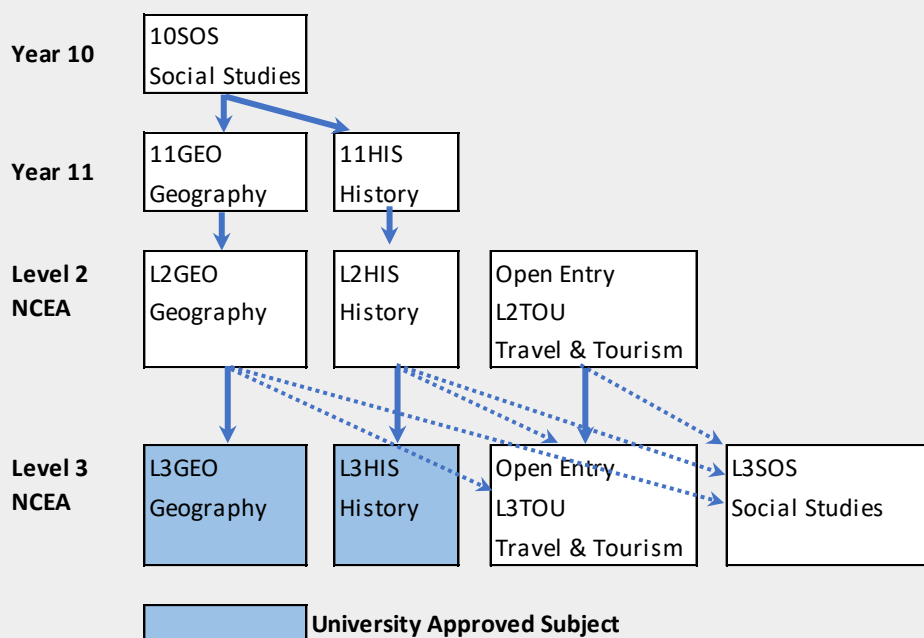 Year 10
10SOS
Social Studies
Year 11
11GEO
Geography
11HIS
History
Level 2
NCEA
L2GEO
Geography
L2HIS
History
Open Entry
L2TOU
Travel & Tourism
Level 3
NCEA
L3GEO
Geography
L3HIS
History
Open Entry
L3TOU
Travel & Tourism
L3SOS
Social Studies
University Approved Subject